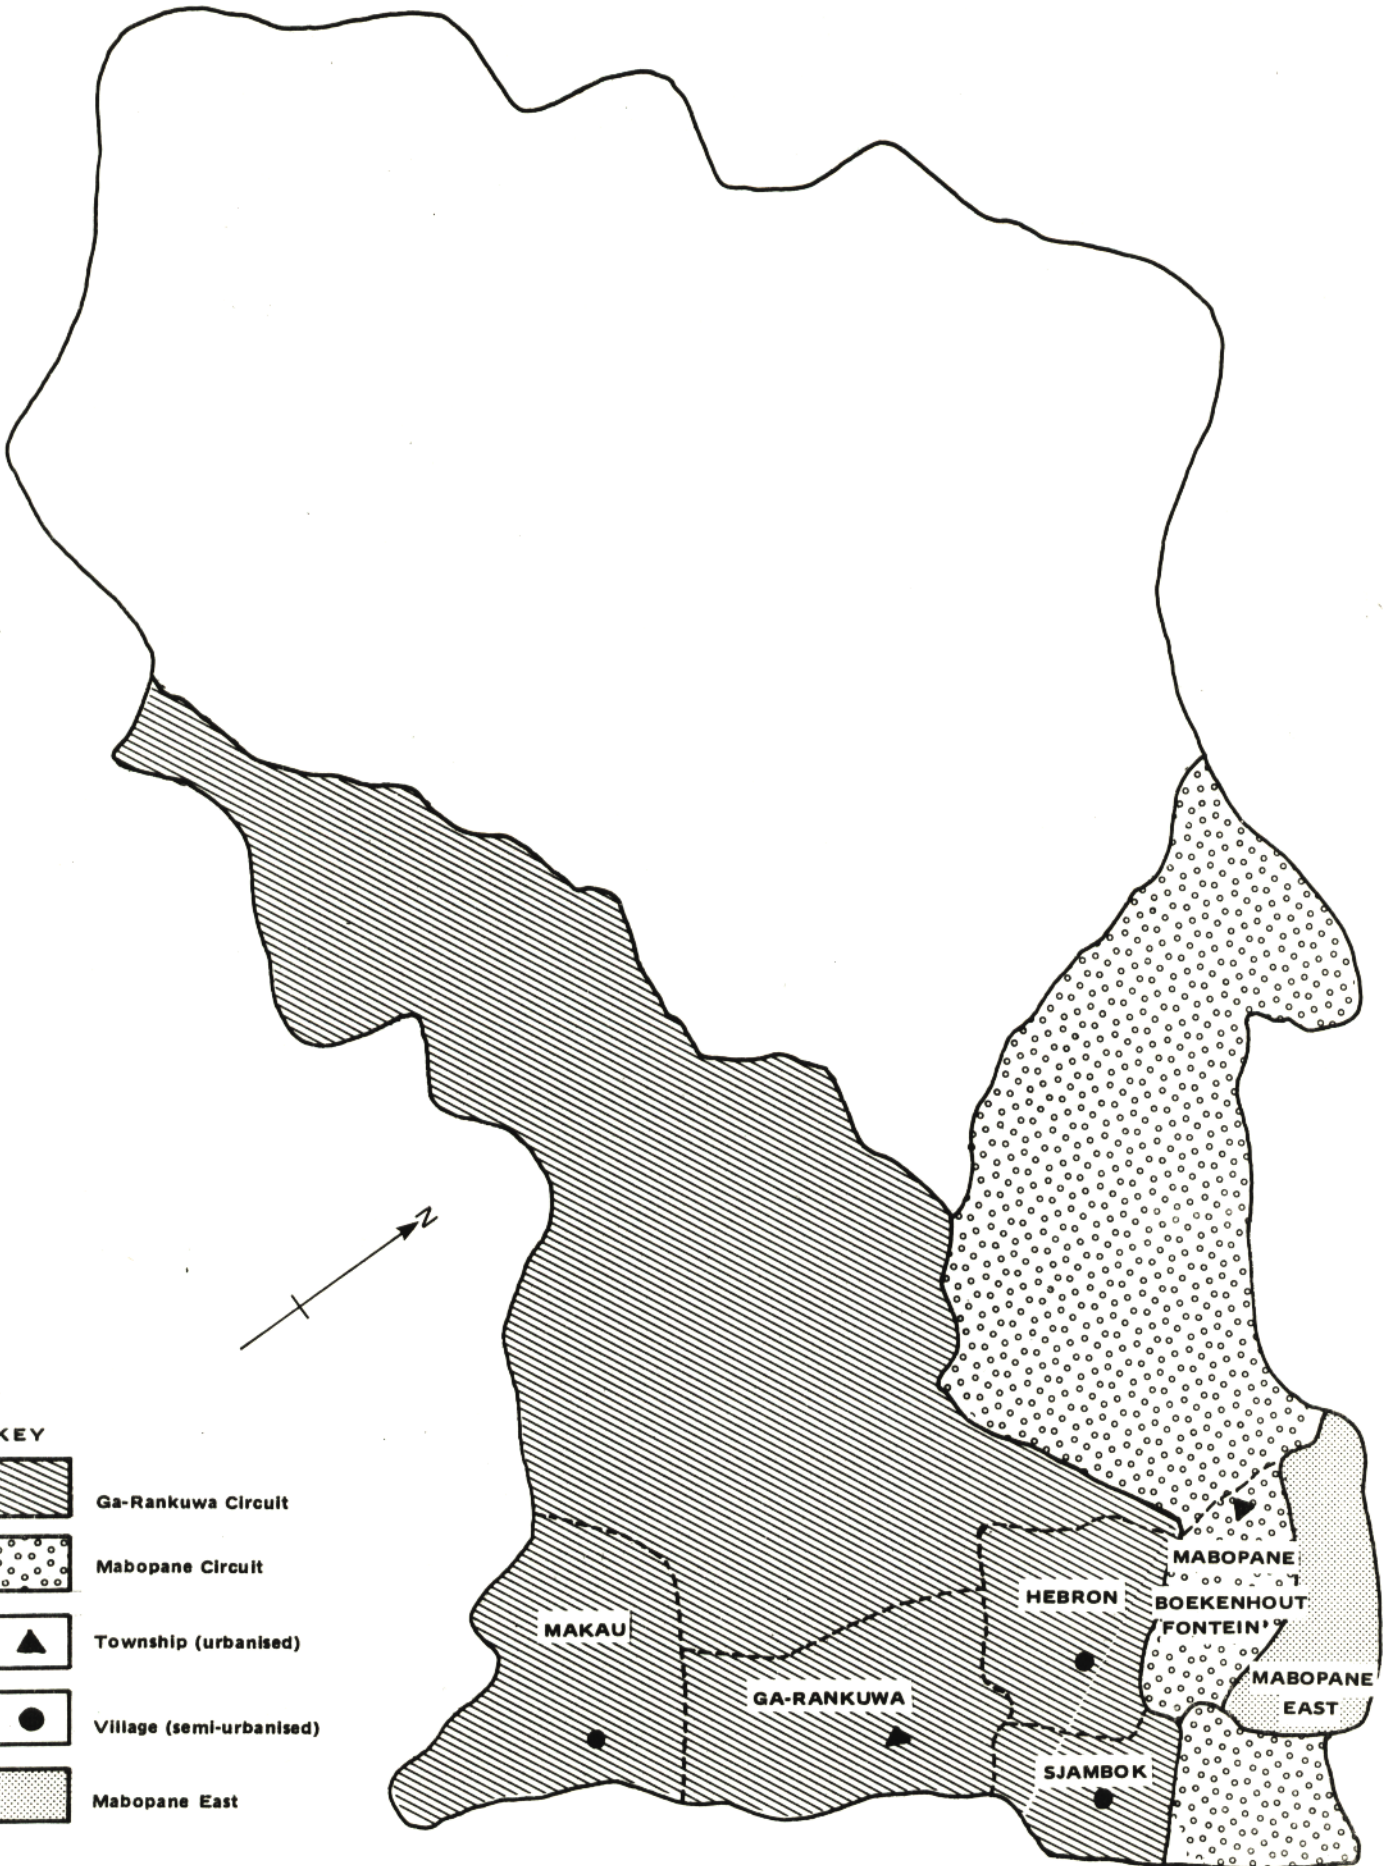 N
KEY
Ga-Rankuwa Circuit
Mabopane Circuit
Township (urbanised)
Village (semi-urbanised)
Mabopane East
MAKAU
GA-RANKUWA
HEBRON
SJAMBOK
MABOPANE
BOEKENHOUT
FONTEIN'
MABOPANE
EAST